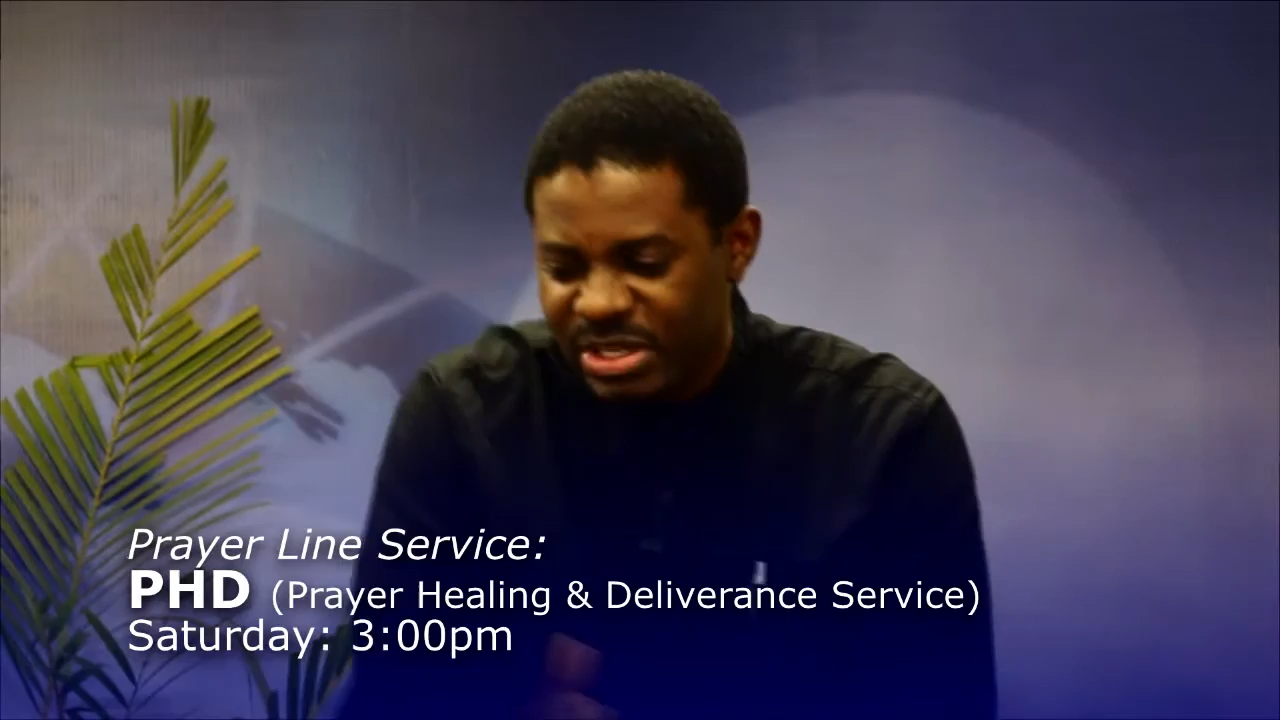 Prayer Line Service:
PHD (Prayer Healing & Deliverance Service)
Saturday: 3:00pm